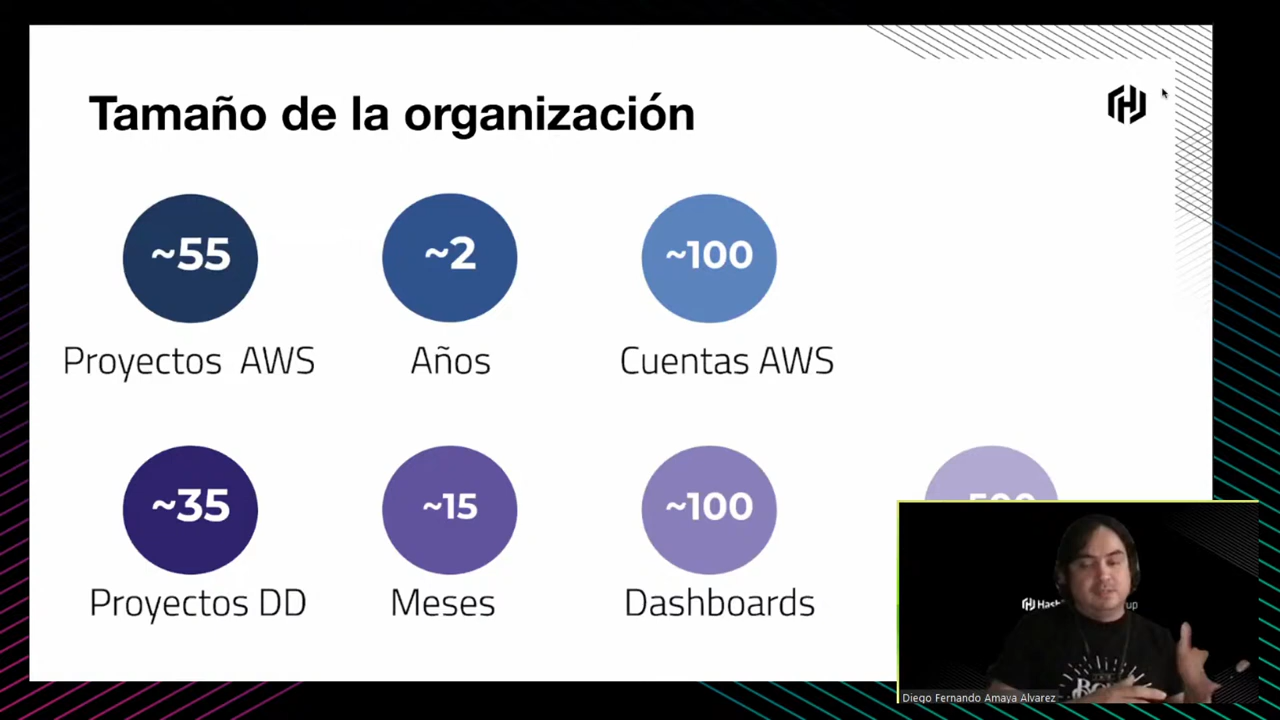 Tamaño de la organización
~55
~2
~100
Proyectos AWS
Años
Cuentas AWS
~35
~15
~100
Proyectos DD
Meses
Dashboards
Diego Fernando Amaya Alvarez